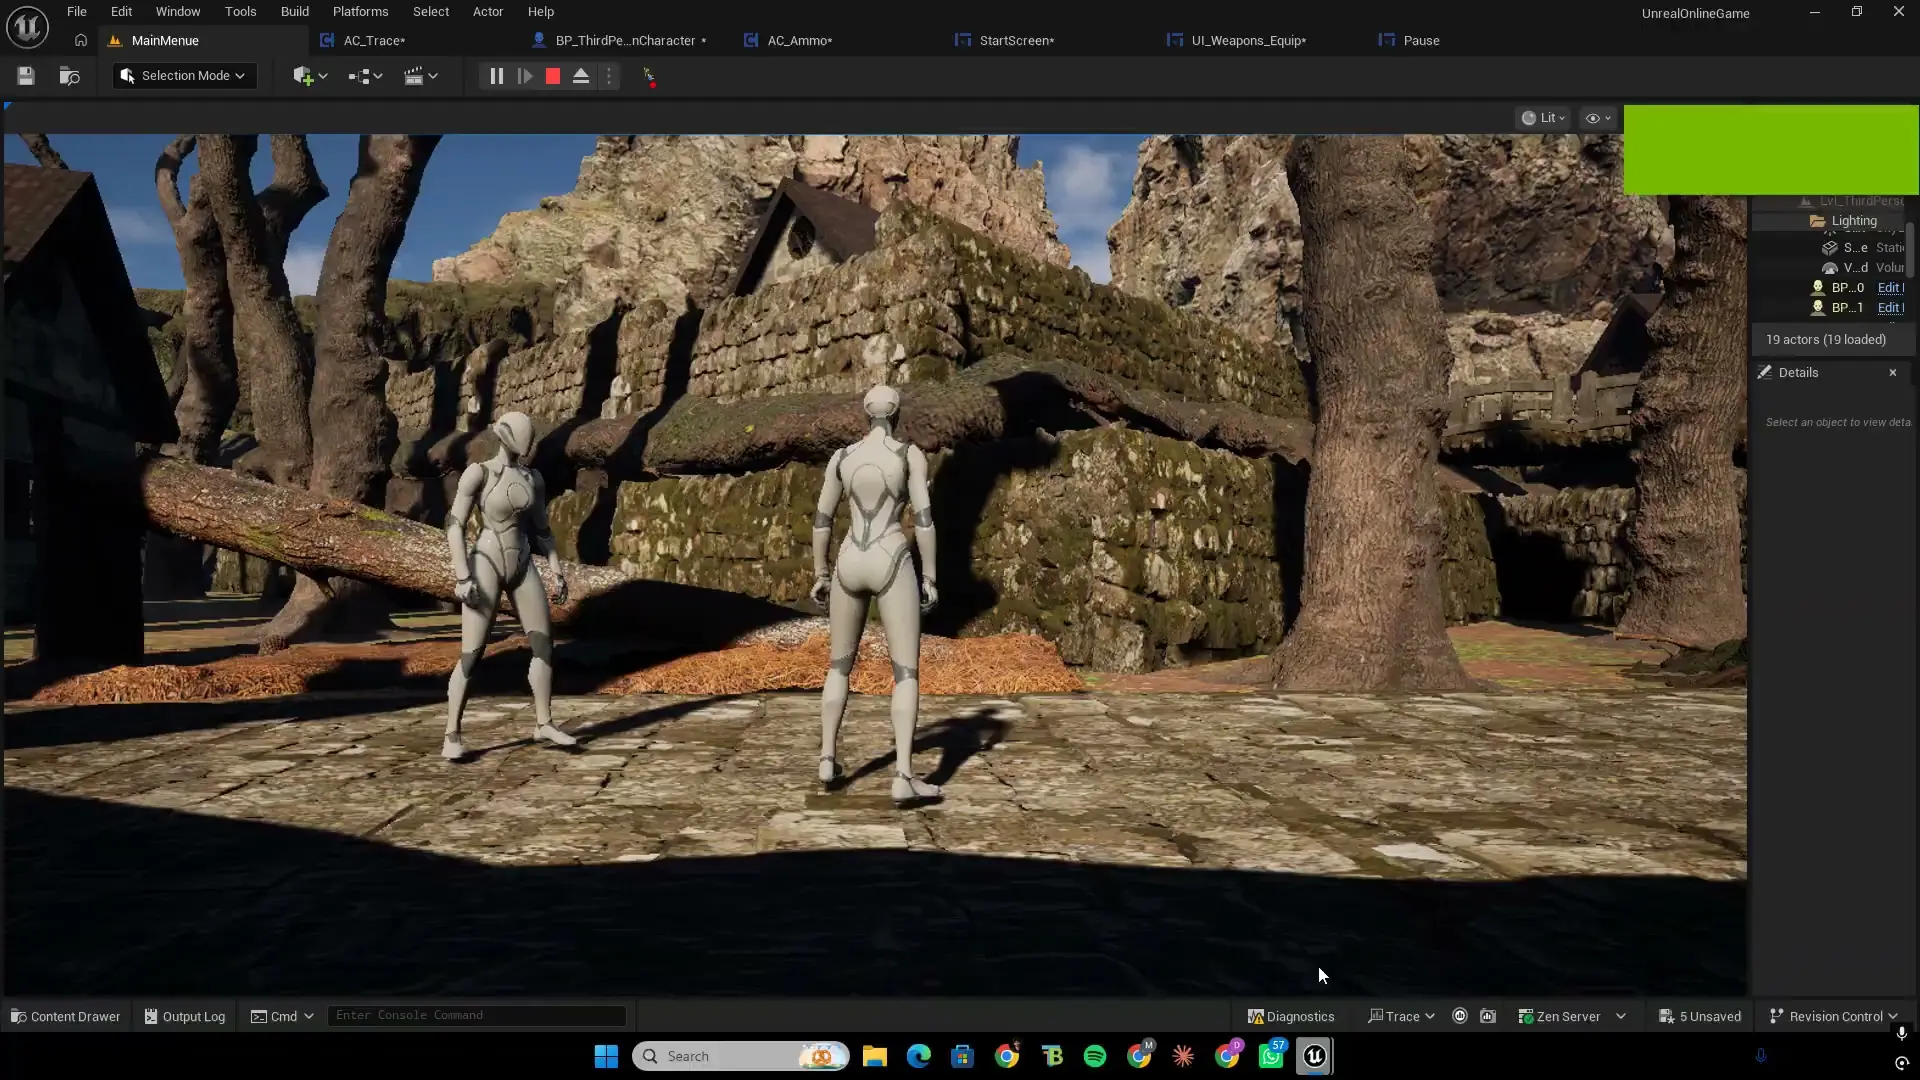 File Edit Window Tools Build Platforms Select Actor Help
UnrealOnlineGame
MainMenue
AC_Trace*
BP_ThirdPe...nCharacter *
AC_Ammo*
StartScreen*
UI_Weapons_Equip*
Pause
Selection Mode
Lit
Lvl_ThirdPerso
Lighting
S...e Static
V...d Volum
BP...0 Edit
BP...1 Edit
19 actors (19 loaded)
Details
Select an object to view deta
Content Drawer
Output Log
Cmd
Enter Console Command
Diagnostics
Trace
Zen Server
5 Unsaved
Revision Control
Search
M
D
57